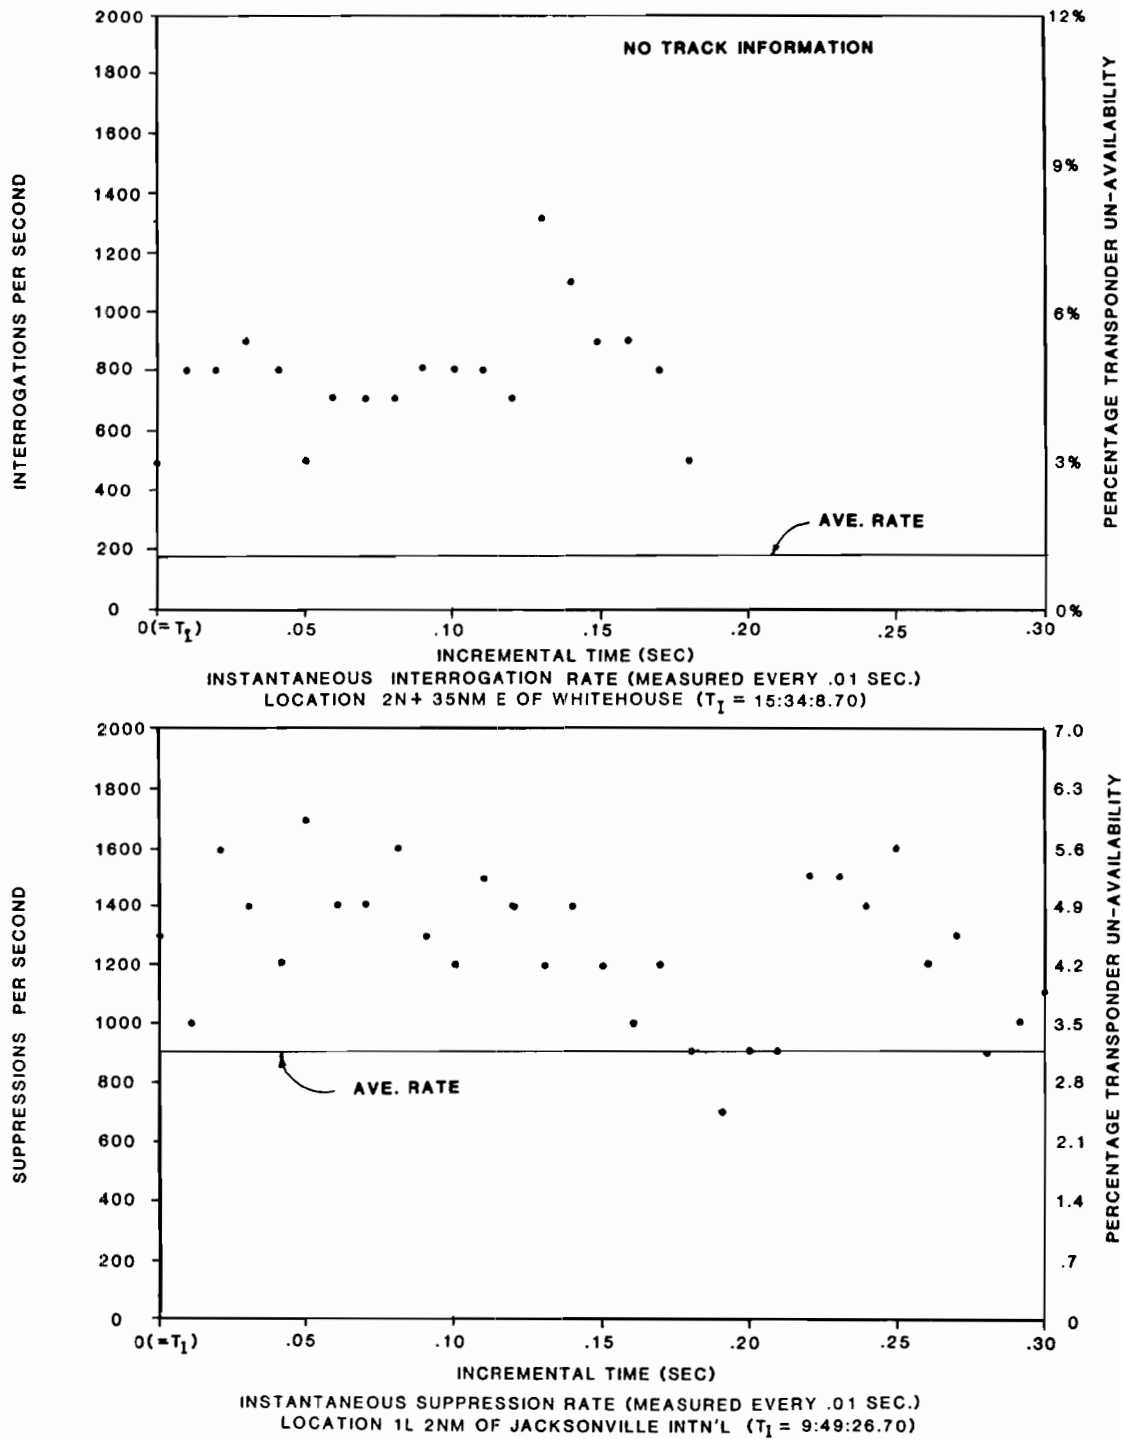 2000
1800
1600
1400
1200
1000
800
600
400
200
0
INTERROGATIONS PER SECOND
NO TRACK INFORMATION
AVE. RATE
12%
9%
6%
3%
0%
PERCENTAGE TRANSPONDER UN-AVAILABILITY
0(=T_I) .05 .10 .15 .20 .25 .30
INCREMENTAL TIME (SEC)
INSTANTANEOUS INTERROGATION RATE (MEASURED EVERY .01 SEC.)
LOCATION 2N+ 35NM E OF WHITEHOUSE (T_I = 15:34:8.70)
2000
1800
1600
1400
1200
1000
800
600
400
200
0
SUPPRESSIONS PER SECOND
AVE. RATE
7.0
6.3
5.6
4.9
4.2
3.5
2.8
2.1
1.4
.7
0
PERCENTAGE TRANSPONDER UN-AVAILABILITY
0(=T_I) .05 .10 .15 .20 .25 .30
INCREMENTAL TIME (SEC)
INSTANTANEOUS SUPPRESSION RATE (MEASURED EVERY .01 SEC.)
LOCATION 1L 2NM OF JACKSONVILLE INTN'L (T_I = 9:49:26.70)